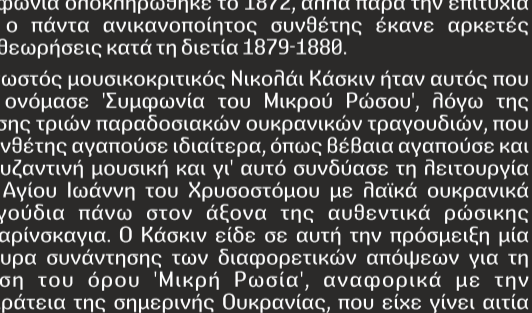 φωνία ολοκληρώθηκε το 1872, αλλά παρά την επιτυχία
ο πάντα ανικανοποίητος συνθέτης έκανε αρκετές
θεωρήσεις κατά τη διετία 1879-1880.
ωστός μουσικοκριτικός Νικολάι Κάσκιν ήταν αυτός που
ονόμασε 'Συμφωνία του Μικρού Ρώσου', λόγω της
σης τριών παραδοσιακών ουκρανικών τραγουδιών, που
νθέτης αγαπούσε ιδιαίτερα, όπως βέβαια αγαπούσε και
υζαντινή μουσική και γι' αυτό συνδύασε τη λειτουργία
Αγίου Ιωάννη του Χρυσοστόμου με λαϊκά ουκρανικά
γούδια πάνω στον άξονα της αυθεντικά ρώσικης
αρίνσκαγια. Ο Κάσκιν είδε σε αυτή την πρόσμειξη μία
υρα συνάντησης των διαφορετικών απόψεων για τη
ση του όρου 'Μικρή Ρωσία', αναφορικά με την
ράτεια της σημερινής Ουκρανίας, που είχε γίνει αιτία